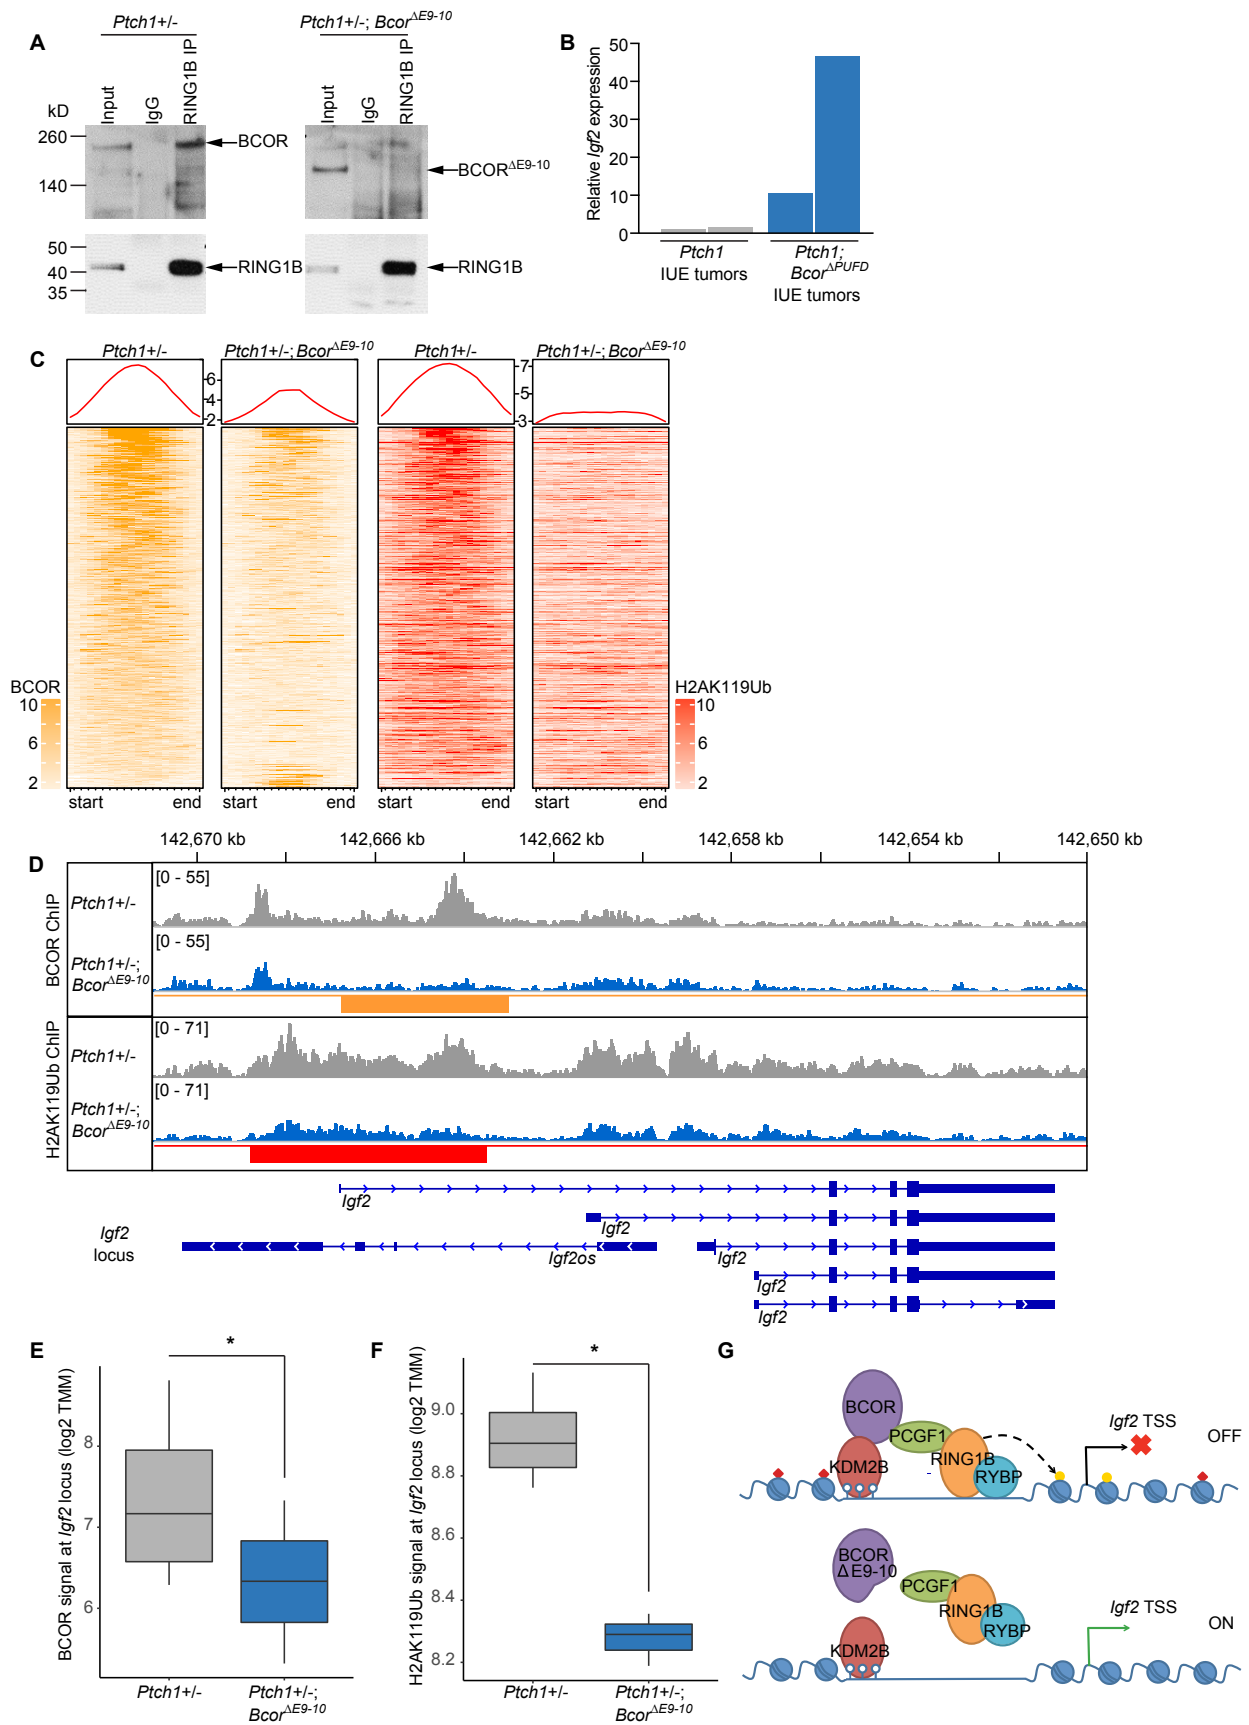 A
Ptch1+/-
Ptch1+/-; BcorΔE9-10
kD
Input
IgG
RING1B IP
Input
IgG
RING1B IP
260
140
BCOR
BCORΔE9-10
50
40
35
RING1B
RING1B
B
Relative Igf2 expression
50
40
30
20
10
0
Ptch1
IUE tumors
Ptch1;
BcorΔPUFD
IUE tumors
C
Ptch1+/-
Ptch1+/-; BcorΔE9-10
Ptch1+/-
Ptch1+/-; BcorΔE9-10
6
4
2
7
5
3
BCOR
10
6
2
H2AK119Ub
10
6
2
start end
start end
start end
start end
D
142,670 kb 142,666 kb 142,662 kb 142,658 kb 142,654 kb 142,650 kb
BCOR ChIP
Ptch1+/-
[0 - 55]
Ptch1+/-;
BcorΔE9-10
[0 - 55]
H2AK119Ub ChIP
Ptch1+/-
[0 - 71]
Ptch1+/-;
BcorΔE9-10
[0 - 71]
Igf2
locus
Igf2
Igf2
Igf2os
Igf2
Igf2
Igf2
E
BCOR signal at Igf2 locus (log2 TMM)
*
8
7
6
Ptch1+/-
Ptch1+/-;
BcorΔE9-10
F
H2AK119Ub signal at Igf2 locus (log2 TMM)
*
9.0
8.8
8.6
8.4
8.2
Ptch1+/-
Ptch1+/-;
BcorΔE9-10
G
BCOR
PCGF1
KDM2B
RING1B
RYBP
-
Igf2 TSS
OFF
BCOR
ΔE9-10
PCGF1
RING1B
RYBP
KDM2B
Igf2 TSS
ON